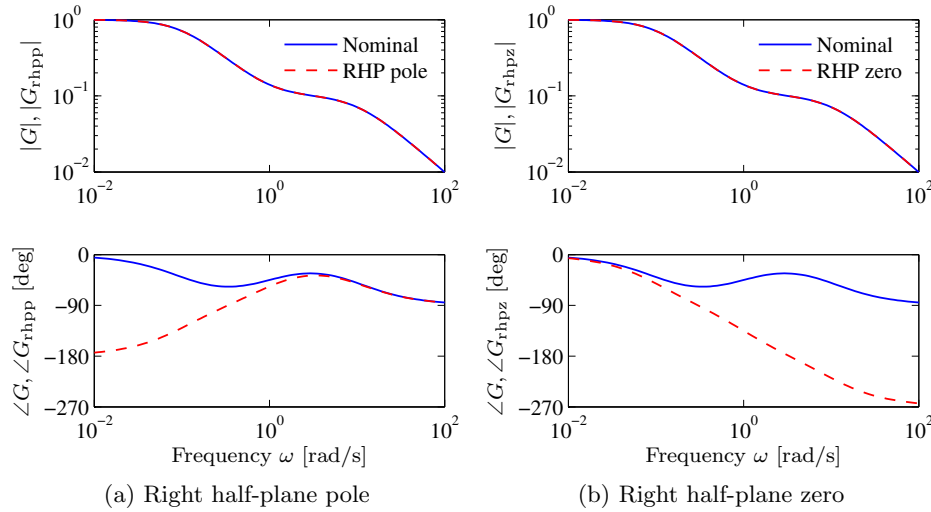 10^0
10^-1
10^-2
|G|, |G_rhpp|
Nominal
RHP pole
10^-2
10^0
10^2
10^0
10^-1
10^-2
|G|, |G_rhpz|
Nominal
RHP zero
10^-2
10^0
10^2
0
−90
−180
−270
∠G, ∠G_rhpp [deg]
10^-2
10^0
10^2
Frequency ω [rad/s]
0
−90
−180
−270
∠G, ∠G_rhpz [deg]
10^-2
10^0
10^2
Frequency ω [rad/s]
(a) Right half-plane pole
(b) Right half-plane zero